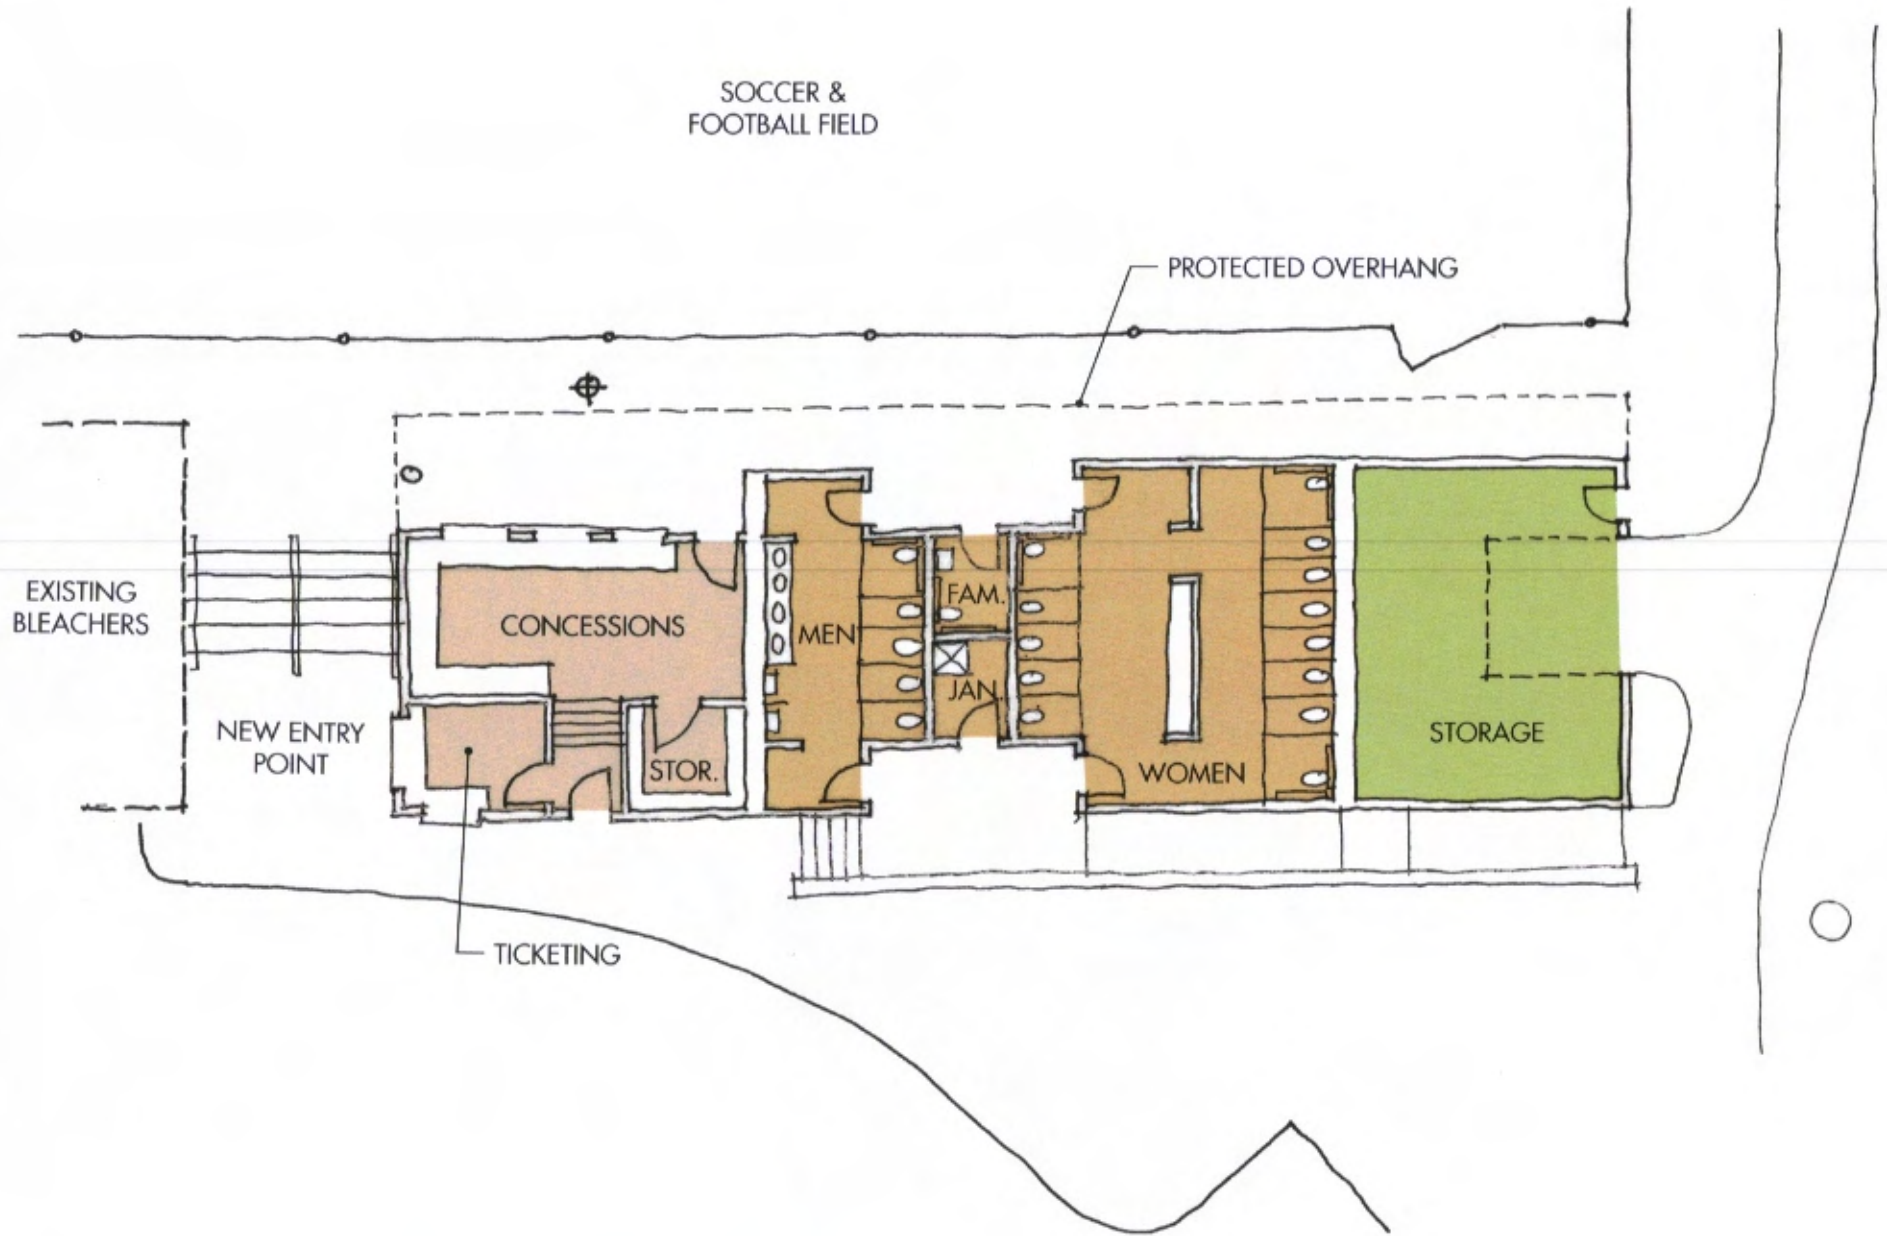 SOCCER &
FOOTBALL FIELD
PROTECTED OVERHANG
EXISTING
BLEACHERS
NEW ENTRY
POINT
CONCESSIONS
STOR.
MEN
FAM.
JAN.
WOMEN
STORAGE
TICKETING